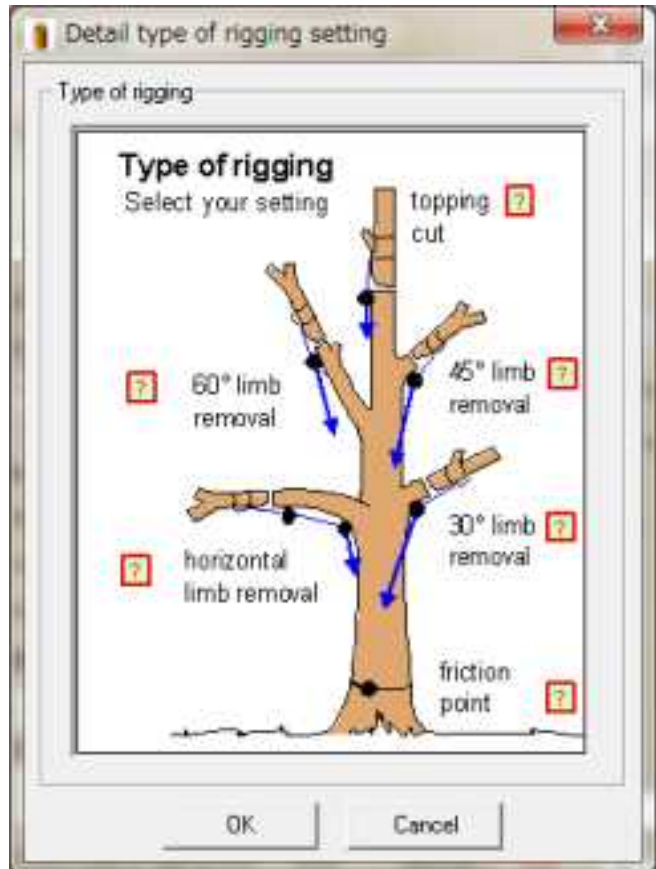 Detail type of rigging setting
Type of rigging
Type of rigging
Select your setting
topping
cut
?
60° limb
removal
?
45° limb
removal
?
horizontal
limb removal
?
30° limb
removal
?
friction
point
?
OK
Cancel